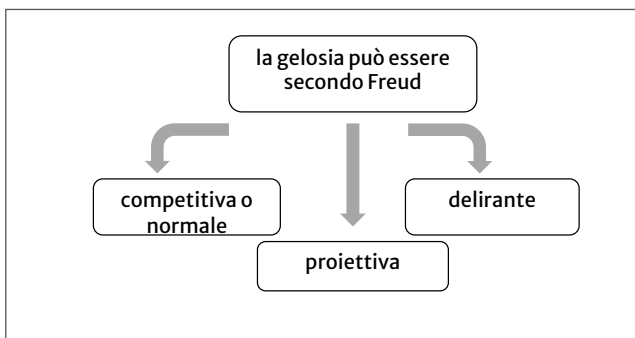 la gelosia può essere
secondo Freud
competitiva o
normale
proiettiva
delirante